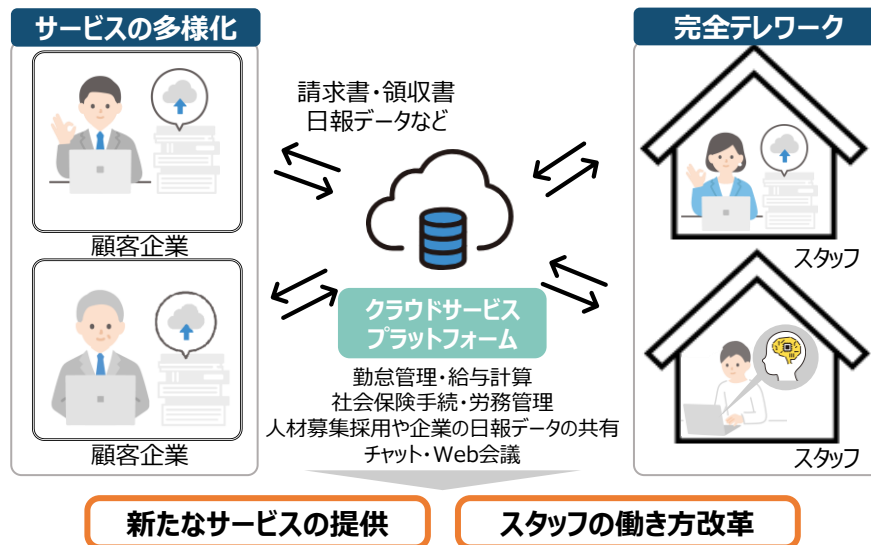 サービスの多様化
完全テレワーク
請求書・領収書
日報データなど
顧客企業
スタッフ
クラウドサービス
プラットフォーム
勤怠管理・給与計算
社会保険手続・労務管理
人材募集採用や企業の日報データの共有
チャット・Web会議
顧客企業
スタッフ
新たなサービスの提供
スタッフの働き方改革